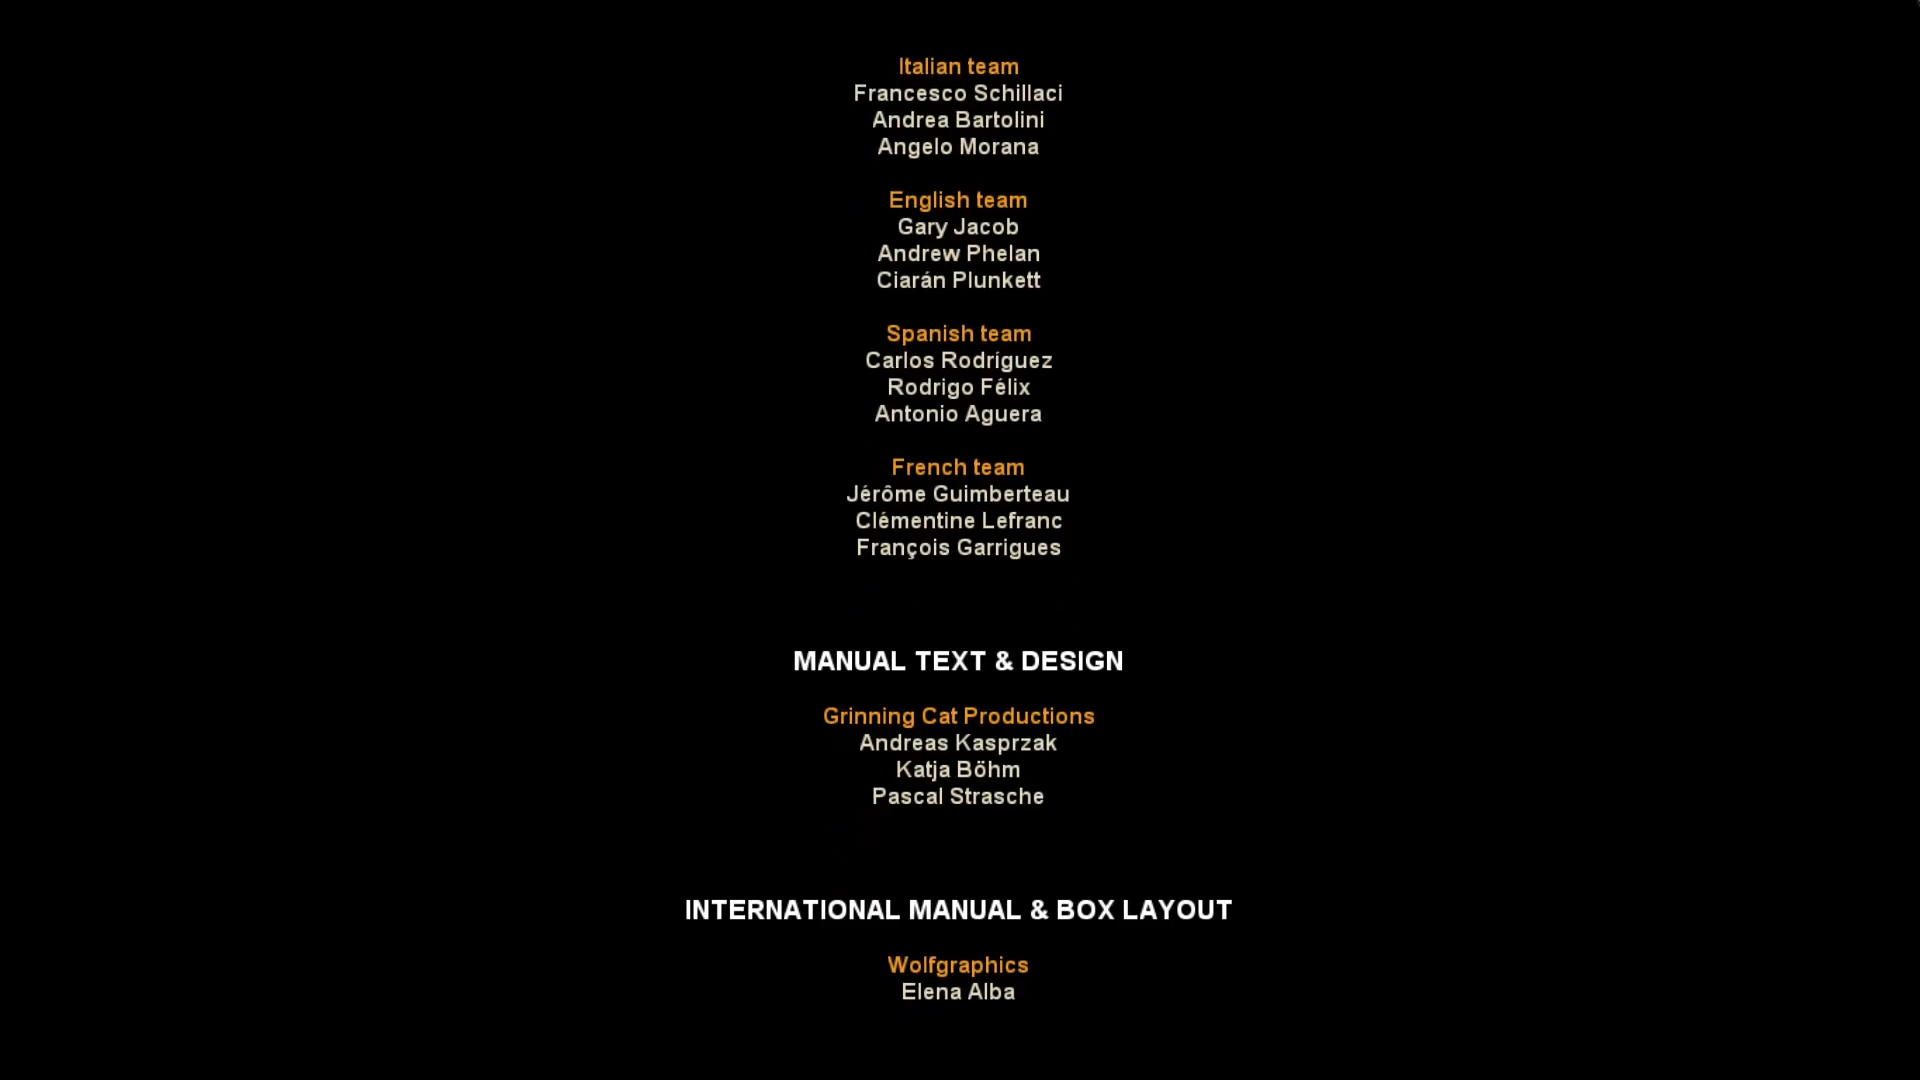 Italian team
Francesco Schillaci
Andrea Bartolini
Angelo Morana
English team
Gary Jacob
Andrew Phelan
Ciarán Plunkett
Spanish team
Carlos Rodríguez
Rodrigo Félix
Antonio Aguera
French team
Jérôme Guimberteau
Clémentine Lefranc
François Garrigues
MANUAL TEXT & DESIGN
Grinning Cat Productions
Andreas Kasprzak
Katja Böhm
Pascal Strasche
INTERNATIONAL MANUAL & BOX LAYOUT
Wolfgraphics
Elena Alba